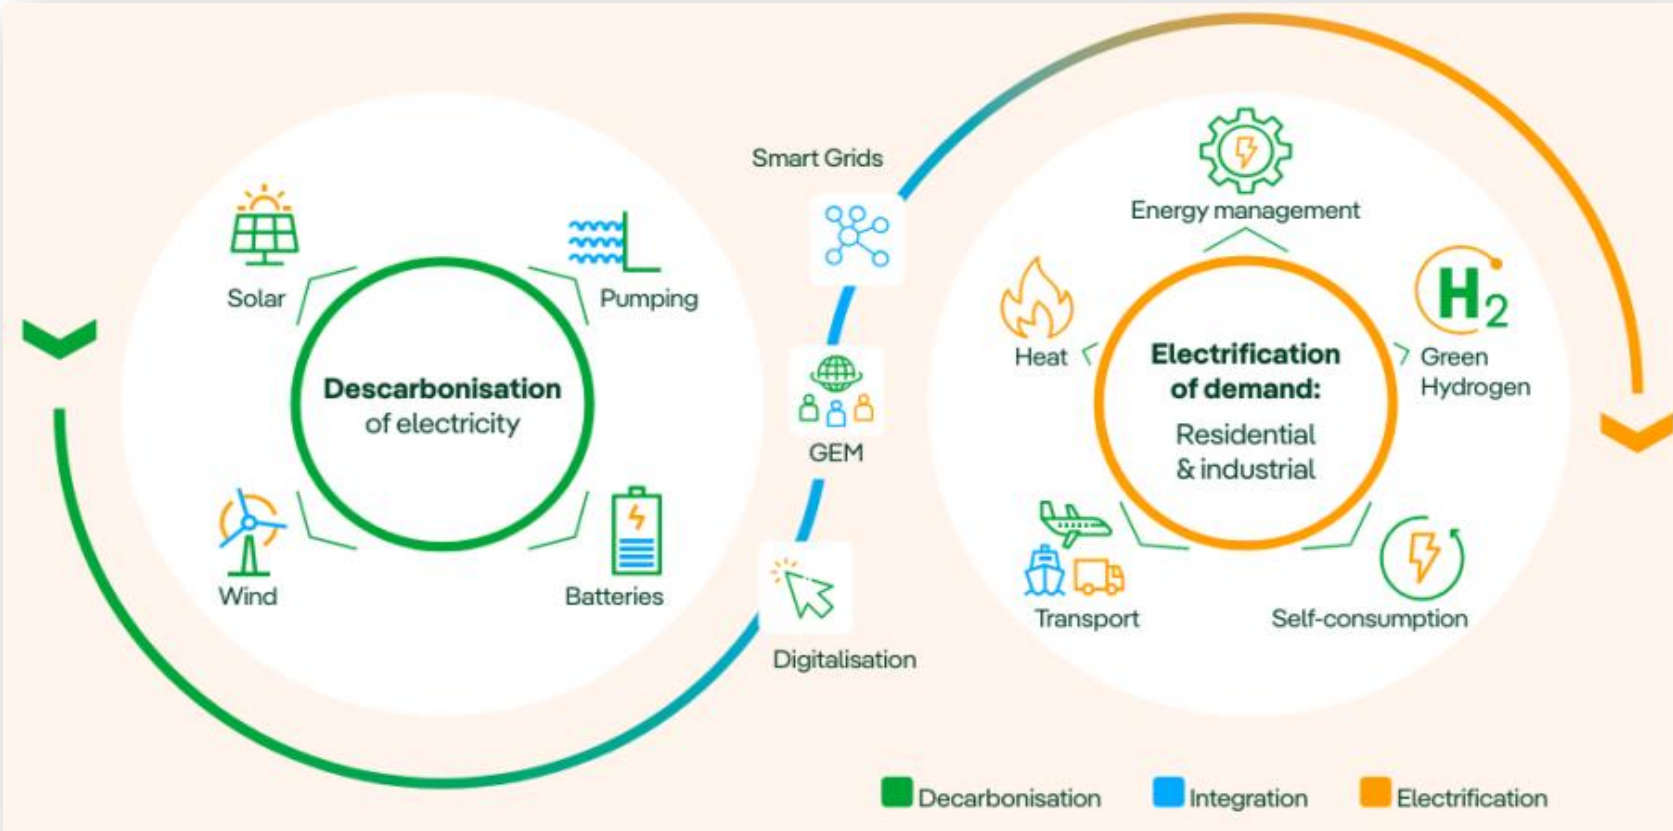 Solar
Pumping
Descarbonisation
of electricity
Wind
Batteries
Smart Grids
GEM
Digitalisation
Energy management
Heat
H2
Green
Hydrogen
Electrification
of demand:
Residential
& industrial
Transport
Self-consumption
Decarbonisation
Integration
Electrification